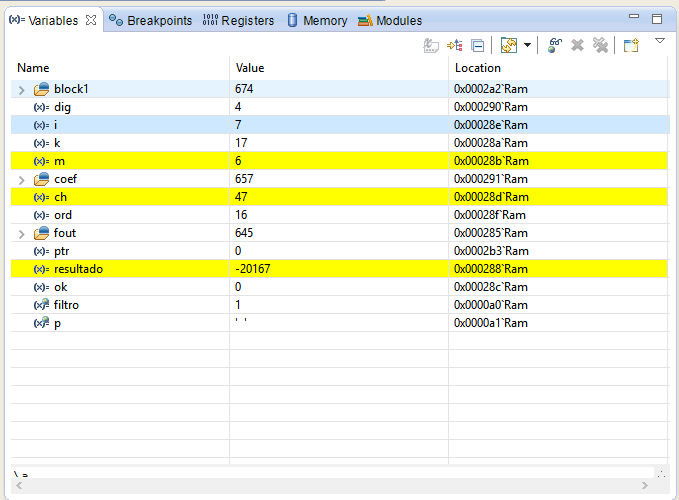 (x)= Variables 1010 0101 Registers Breakpoints Memory Modules
Name Value Location
block1 674 0x0002a2`Ram
(x)= dig 4 0x000290`Ram
(x)= i 7 0x00028e`Ram
(x)= k 17 0x00028a`Ram
(x)= m 6 0x00028b`Ram
coef 657 0x000291`Ram
(x)= ch 47 0x00028d`Ram
(x)= ord 16 0x00028f`Ram
fout 645 0x000285`Ram
(x)= ptr 0 0x0002b3`Ram
(x)= resultado -20167 0x000288`Ram
(x)= ok 0 0x00028c`Ram
(x)= filtro 1 0x0000a0`Ram
(x)= p ' ' 0x0000a1`Ram